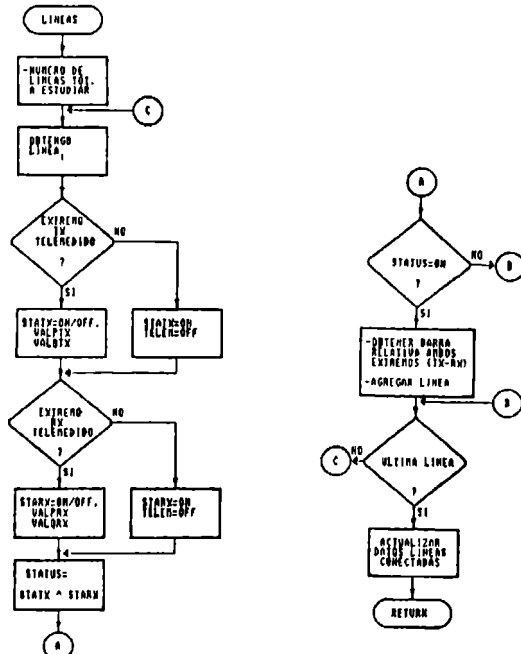 LINEAS
-NUMERO DE
LINEAS TOT.
A ESTUDIAR
C
OBTENGO
LINEA i
EXTREMO
TX
TELEMEDIDO
?
NO
SI
STATX=ON/OFF.
VALPTX
VALQTX
STATX=ON
TELEM=OFF
EXTREMO
RX
TELEMEDIDO
?
NO
SI
STARX=ON/OFF.
VALPRX
VALQRX
STARX=ON
TELEM=OFF
STATUS=
STATX ^ STARX
A
A
STATUS=ON
?
NO
B
SI
-OBTENER BARRA
RELATIVA AMBOS
EXTREMOS (TX-RX)
-AGREGAR LINEA
B
ULTIMA LINEA
?
NO
C
SI
ACTUALIZAR
DATOS LINEAS
CONECTADAS
RETURN